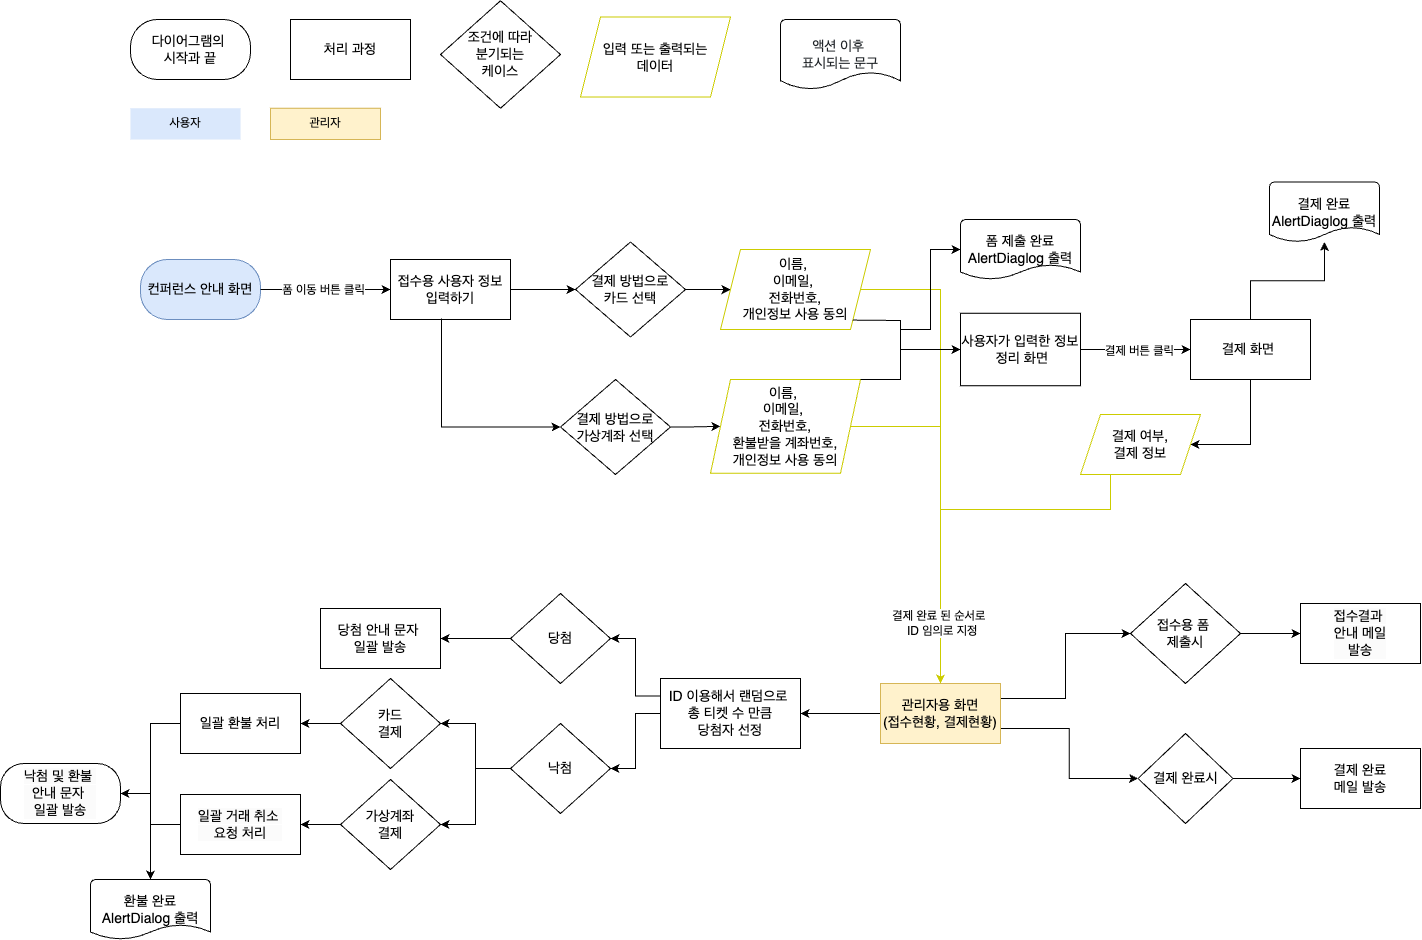 다이어그램의
시작과 끝
처리 과정
조건에 따라
분기되는
케이스
입력 또는 출력되는
데이터
액션 이후
표시되는 문구
사용자
관리자
결제 완료
AlertDiaglog 출력
폼 제출 완료
AlertDiaglog 출력
컨퍼런스 안내 화면
폼 이동 버튼 클릭
접수용 사용자 정보
입력하기
결제 방법으로
카드 선택
이름,
이메일,
전화번호,
개인정보 사용 동의
사용자가 입력한 정보
정리 화면
결제 버튼 클릭
결제 화면
결제 방법으로
가상계좌 선택
이름,
이메일,
전화번호,
환불받을 계좌번호,
개인정보 사용 동의
결제 여부,
결제 정보
결제 완료 된 순서로
ID 임의로 지정
당첨 안내 문자
일괄 발송
당첨
접수용 폼
제출시
접수결과
안내 메일
발송
ID 이용해서 랜덤으로
총 티켓 수 만큼
당첨자 선정
관리자용 화면
(접수현황, 결제현황)
일괄 환불 처리
카드
결제
낙첨
결제 완료시
결제 완료
메일 발송
낙첨 및 환불
안내 문자
일괄 발송
일괄 거래 취소
요청 처리
가상계좌
결제
환불 완료
AlertDialog 출력